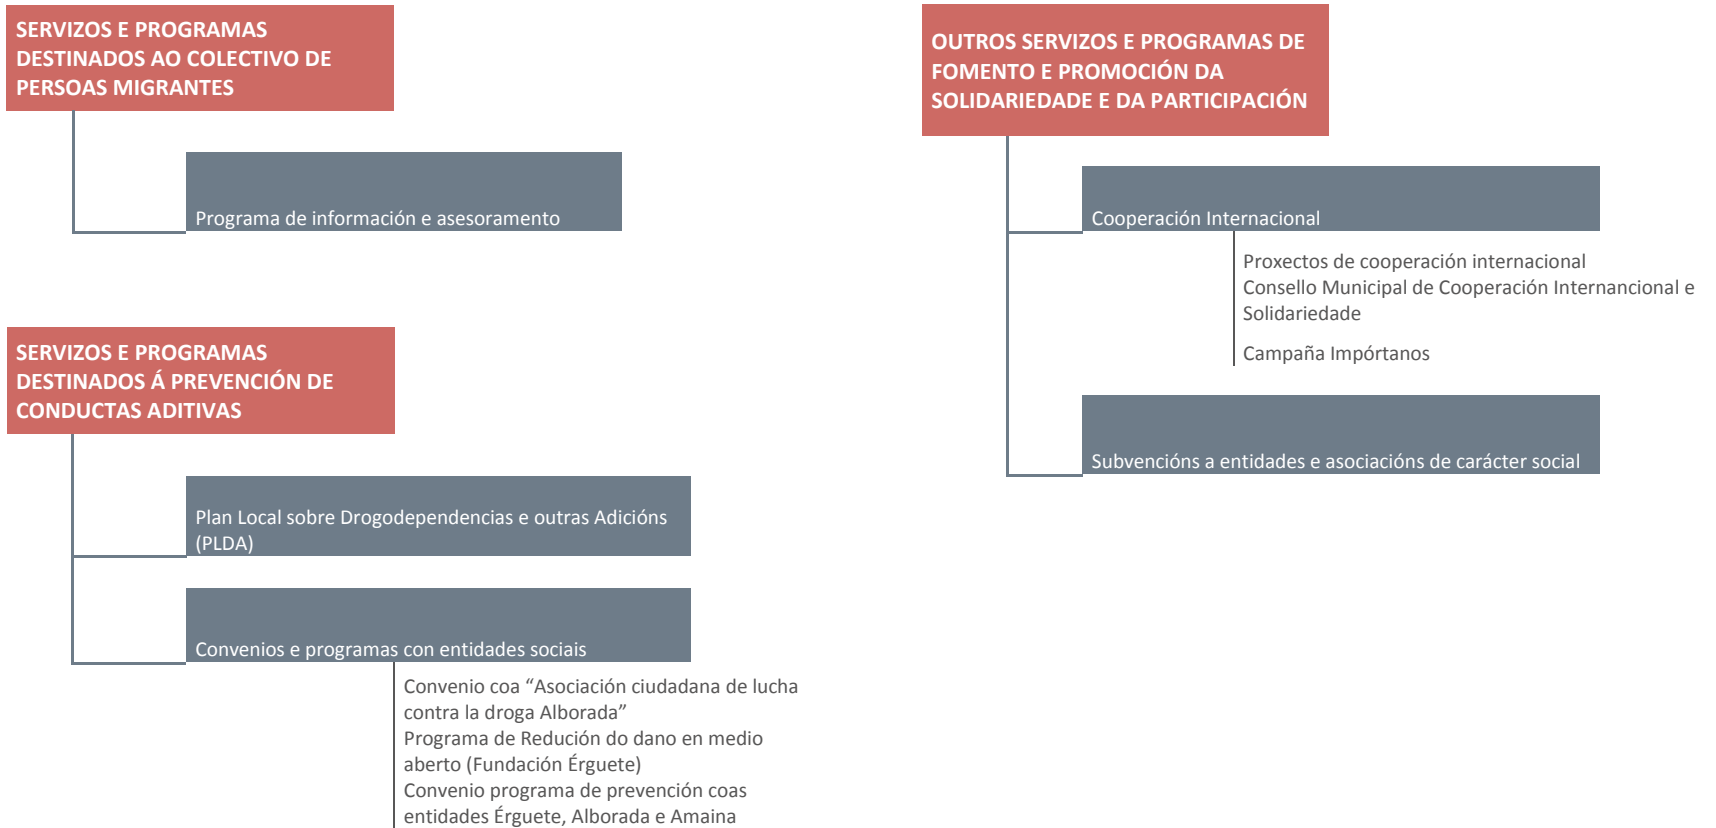 SERVIZOS E PROGRAMAS
DESTINADOS AO COLECTIVO DE
PERSOAS MIGRANTES
Programa de información e asesoramento
SERVIZOS E PROGRAMAS
DESTINADOS Á PREVENCIÓN DE
CONDUCTAS ADITIVAS
Plan Local sobre Drogodependencias e outras Adicións
(PLDA)
Convenios e programas con entidades sociais
Convenio coa “Asociación ciudadana de lucha
contra la droga Alborada”
Programa de Redución do dano en medio
aberto (Fundación Érguete)
Convenio programa de prevención coas
entidades Érguete, Alborada e Amaina
OUTROS SERVIZOS E PROGRAMAS DE
FOMENTO E PROMOCIÓN DA
SOLIDARIEDADE E DA PARTICIPACIÓN
Cooperación Internacional
Proxectos de cooperación internacional
Consello Municipal de Cooperación Internancional e
Solidariedade
Campaña Impórtanos
Subvencións a entidades e asociacións de carácter social